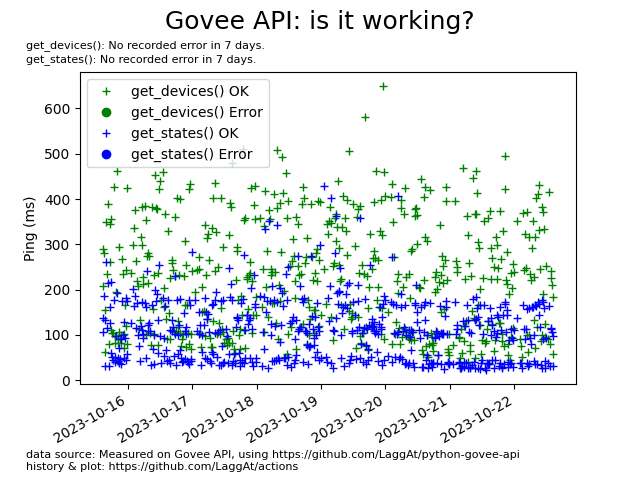 Govee API: is it working?
get_devices(): No recorded error in 7 days.
get_states(): No recorded error in 7 days.
get_devices() OK
get_devices() Error
get_states() OK
get_states() Error
Ping (ms)
600
500
400
300
200
100
0
2023-10-16
2023-10-17
2023-10-18
2023-10-19
2023-10-20
2023-10-21
2023-10-22
data source: Measured on Govee API, using https://github.com/LaggAt/python-govee-api
history & plot: https://github.com/LaggAt/actions